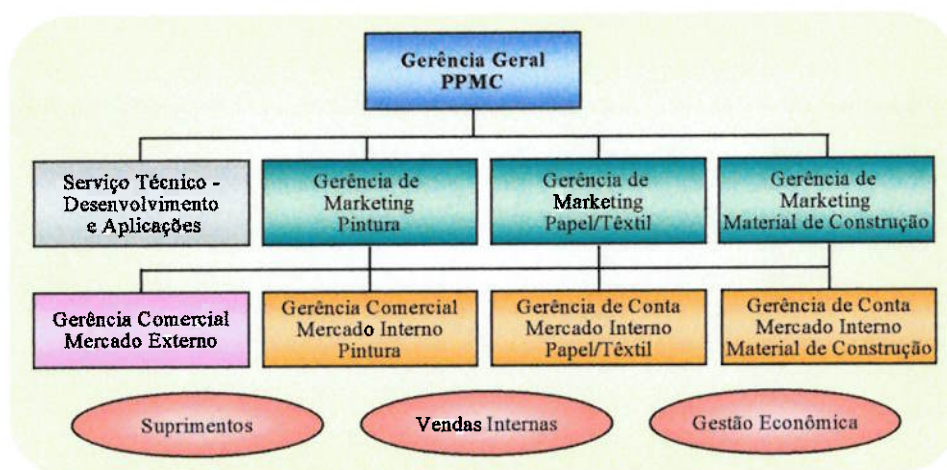 Gerência Geral
PPMC
Serviço Técnico -
Desenvolvimento
e Aplicações
Gerência de
Marketing
Pintura
Gerência de
Marketing
Papel/Têxtil
Gerência de
Marketing
Material de Construção
Gerência Comercial
Mercado Externo
Gerência Comercial
Mercado Interno
Pintura
Gerência de Conta
Mercado Interno
Papel/Têxtil
Gerência de Conta
Mercado Interno
Material de Construção
Suprimentos
Vendas Internas
Gestão Econômica